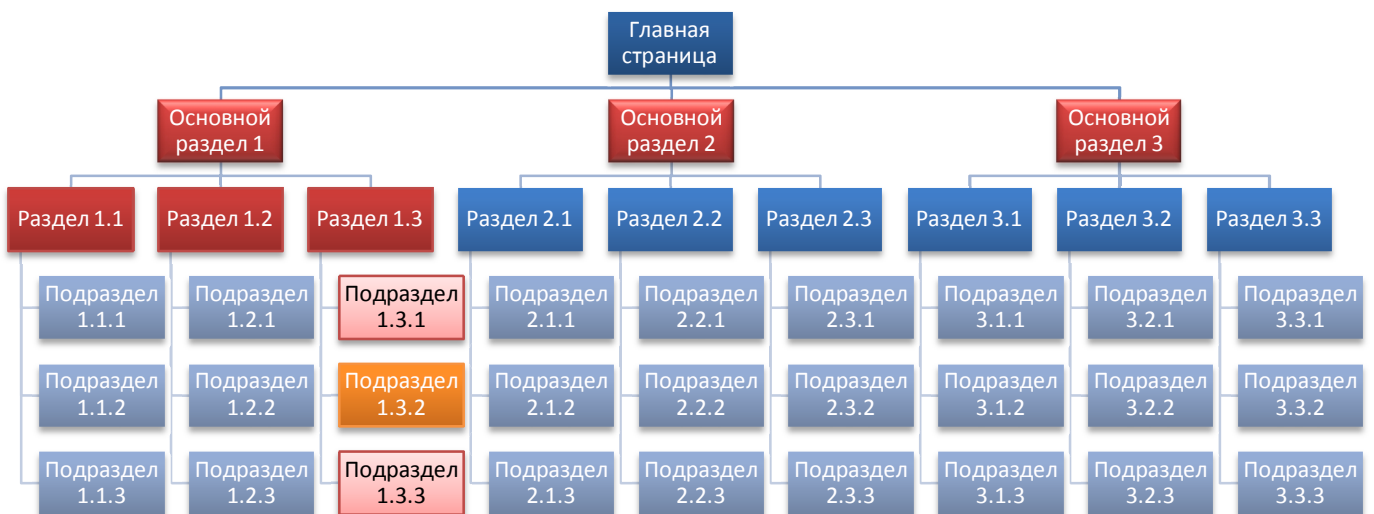 Главная
страница
Основной
раздел 1
Основной
раздел 2
Основной
раздел 3
Раздел 1.1
Раздел 1.2
Раздел 1.3
Раздел 2.1
Раздел 2.2
Раздел 2.3
Раздел 3.1
Раздел 3.2
Раздел 3.3
Подраздел
1.1.1
Подраздел
1.2.1
Подраздел
1.3.1
Подраздел
2.1.1
Подраздел
2.2.1
Подраздел
2.3.1
Подраздел
3.1.1
Подраздел
3.2.1
Подраздел
3.3.1
Подраздел
1.1.2
Подраздел
1.2.2
Подраздел
1.3.2
Подраздел
2.1.2
Подраздел
2.2.2
Подраздел
2.3.2
Подраздел
3.1.2
Подраздел
3.2.2
Подраздел
3.3.2
Подраздел
1.1.3
Подраздел
1.2.3
Подраздел
1.3.3
Подраздел
2.1.3
Подраздел
2.2.3
Подраздел
2.3.3
Подраздел
3.1.3
Подраздел
3.2.3
Подраздел
3.3.3